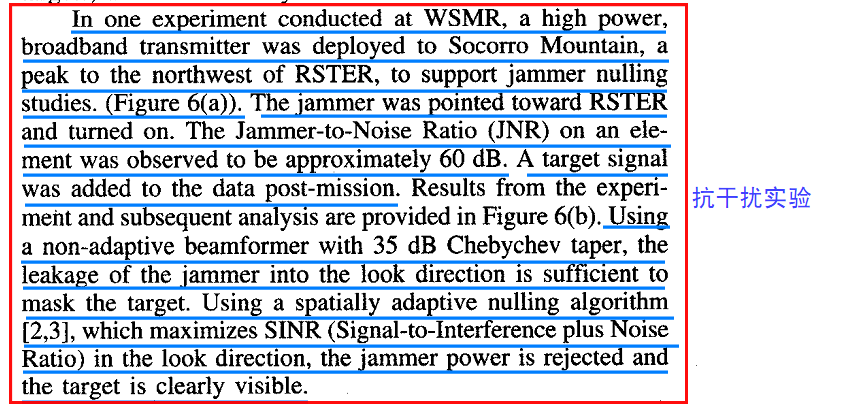 In one experiment conducted at WSMR, a high power,
broadband transmitter was deployed to Socorro Mountain, a
peak to the northwest of RSTER, to support jammer nulling
studies. (Figure 6(a)). The jammer was pointed toward RSTER
and turned on. The Jammer-to-Noise Ratio (JNR) on an ele-
ment was observed to be approximately 60 dB. A target signal
was added to the data post-mission. Results from the experi-
ment and subsequent analysis are provided in Figure 6(b). Using
a non-adaptive beamformer with 35 dB Chebychev taper, the
leakage of the jammer into the look direction is sufficient to
mask the target. Using a spatially adaptive nulling algorithm
[2,3], which maximizes SINR (Signal-to-Interference plus Noise
Ratio) in the look direction, the jammer power is rejected and
the target is clearly visible.
抗干扰实验